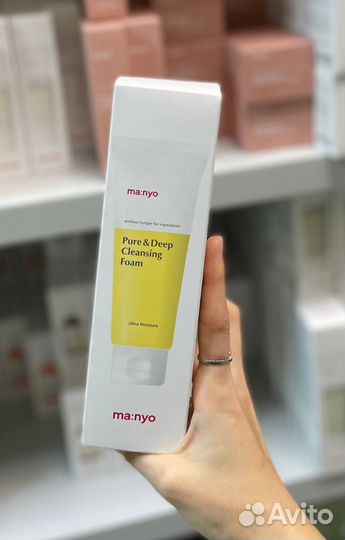 ma:nyo
endless hunger for ingredients
Pure & Deep
Cleansing
Foam
Ultra Moisture
ma:nyo
Avito